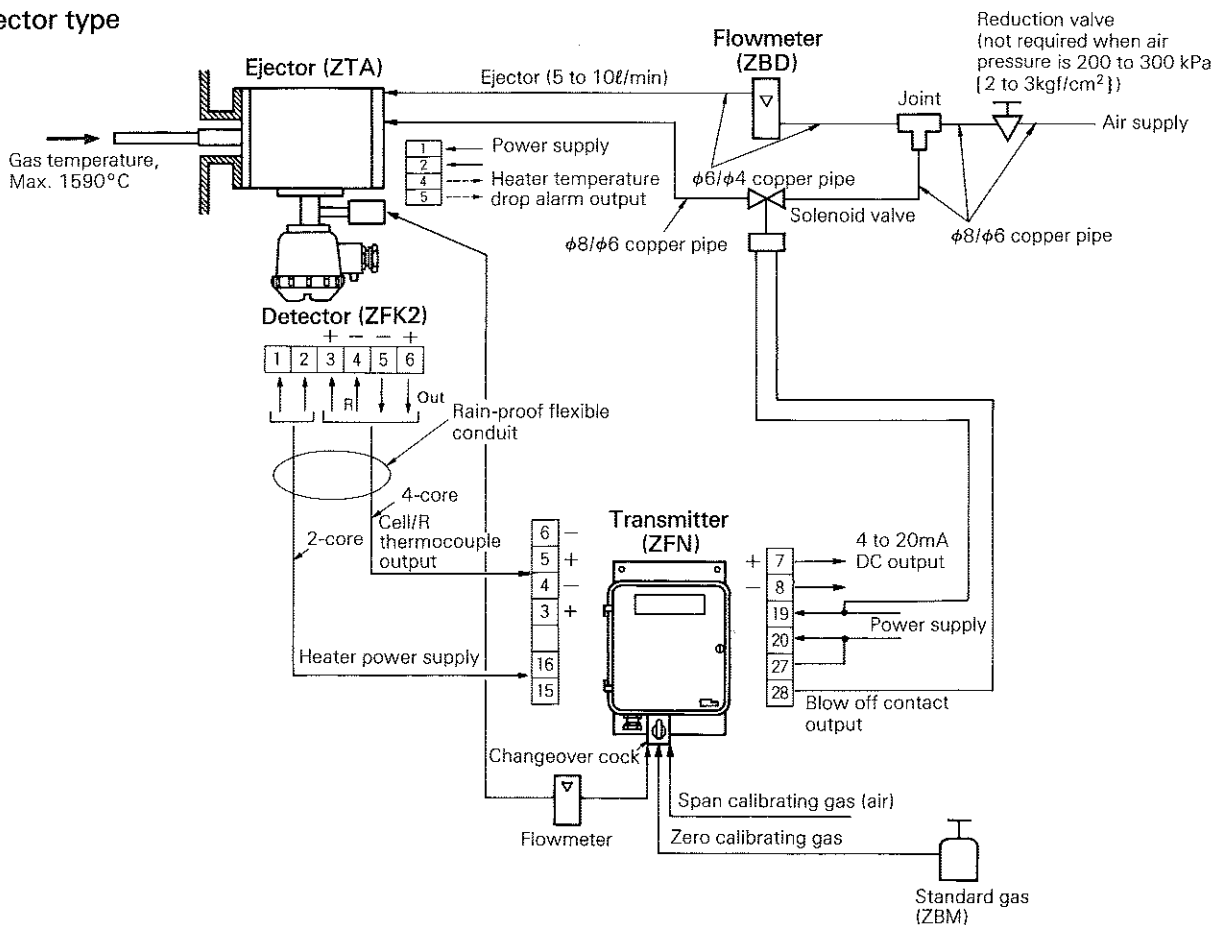 ector type
Reduction valve
(not required when air
pressure is 200 to 300 kPa
{2 to 3kgf/cm²})
Flowmeter
(ZBD)
Ejector (ZTA)
Ejector (5 to 10ℓ/min)
Joint
Air supply
Gas temperature,
Max. 1590°C
1
2
4
5
Power supply
Heater temperature
drop alarm output
φ6/φ4 copper pipe
Solenoid valve
φ8/φ6 copper pipe
φ8/φ6 copper pipe
Detector (ZFK2)
+ − − +
1 2 3 4 5 6
R
Out
Rain-proof flexible
conduit
4-core
Cell/R
thermocouple
output
2-core
Transmitter
(ZFN)
6 −
5 +
4 −
3 +
16
15
+ 7
− 8
19
20
27
28
4 to 20mA
DC output
Power supply
Heater power supply
Blow off contact
output
Changeover cock
Flowmeter
Span calibrating gas (air)
Zero calibrating gas
Standard gas
(ZBM)